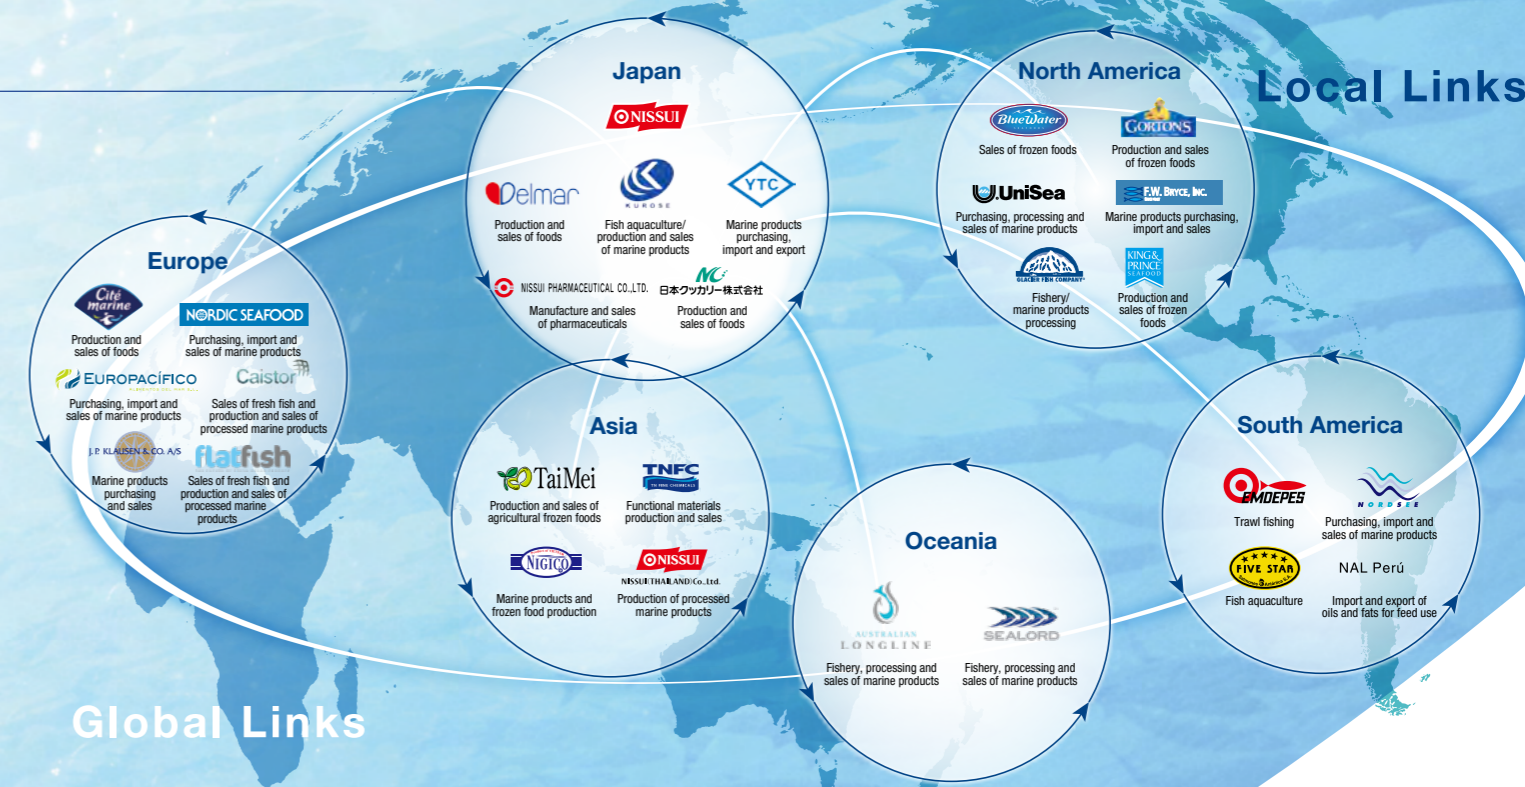 Local Links
Japan
NISSUI
Delmar
Production and
sales of foods
KUROSE
Fish aquaculture/
production and sales
of marine products
YTC
Marine products
purchasing,
import and export
NISSUI PHARMACEUTICAL CO.,LTD.
Manufacture and sales
of pharmaceuticals
NC
日本クッカリー株式会社
Production and
sales of foods
North America
BlueWater
Sales of frozen foods
GORTON'S
Production and sales
of frozen foods
U.UniSea
Purchasing, processing and
sales of marine products
F.W. BRYCE, INC.
Marine products purchasing,
import and sales
GLACIER FISH COMPANY
Fishery/
marine products
processing
KING &
PRINCE
SEAFOOD
Production and
sales of frozen
foods
Europe
Cité
marine
Production and
sales of foods
NORDIC SEAFOOD
Purchasing, import and
sales of marine products
EUROPACÍFICO
Purchasing, import and
sales of marine products
Caistor
Sales of fresh fish and
production and sales of
processed marine products
J. P. KLAUSEN & CO. A/S
Marine products
purchasing
and sales
flatfish
Sales of fresh fish and
production and sales of
processed marine
products
Asia
TaiMei
Production and sales of
agricultural frozen foods
TNFC
Functional materials
production and sales
NIGICO
Marine products and
frozen food production
NISSUI
NISSUI(THAILAND)Co.,Ltd.
Production of processed
marine products
Oceania
AUSTRALIAN
LONGLINE
Fishery, processing and
sales of marine products
SEALORD
Fishery, processing and
sales of marine products
South America
EMDEPES
Trawl fishing
NORDSEE
Purchasing, import and
sales of marine products
FIVE STAR
Fish aquaculture
NAL Perú
Import and export of
oils and fats for feed use
Global Links